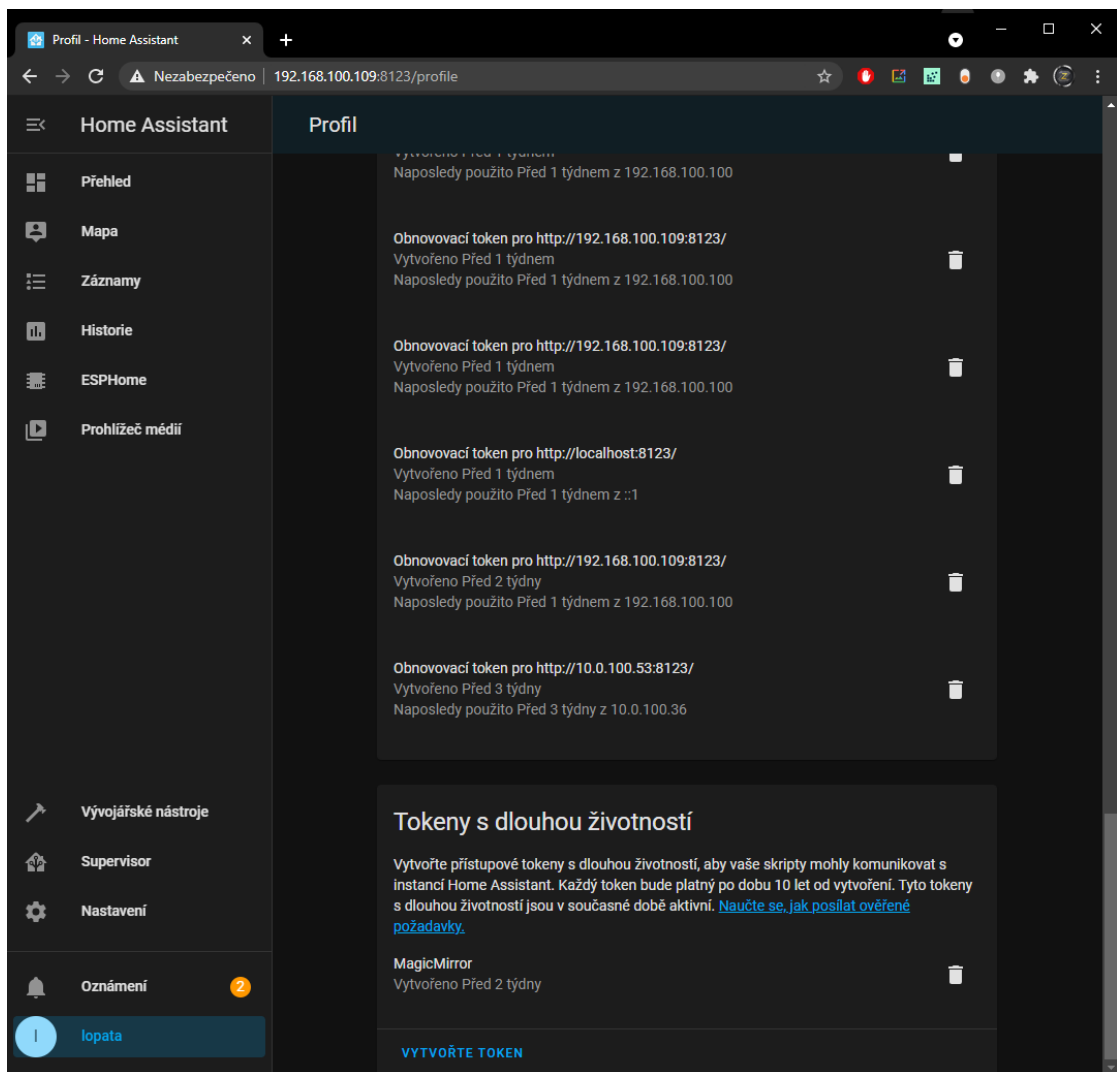 Profil - Home Assistant
Nezabezpečeno
192.168.100.109:8123/profile
Home Assistant
Profil
Přehled
Mapa
Záznamy
Historie
ESPHome
Prohlížeč médií
Vývojářské nástroje
Supervisor
Nastavení
Oznámení
2
l
lopata
Vytvořeno Před 1 týdnem
Naposledy použito Před 1 týdnem z 192.168.100.100
Obnovovací token pro http://192.168.100.109:8123/
Vytvořeno Před 1 týdnem
Naposledy použito Před 1 týdnem z 192.168.100.100
Obnovovací token pro http://192.168.100.109:8123/
Vytvořeno Před 1 týdnem
Naposledy použito Před 1 týdnem z 192.168.100.100
Obnovovací token pro http://localhost:8123/
Vytvořeno Před 1 týdnem
Naposledy použito Před 1 týdnem z ::1
Obnovovací token pro http://192.168.100.109:8123/
Vytvořeno Před 2 týdny
Naposledy použito Před 1 týdnem z 192.168.100.100
Obnovovací token pro http://10.0.100.53:8123/
Vytvořeno Před 3 týdny
Naposledy použito Před 3 týdny z 10.0.100.36
Tokeny s dlouhou životností
Vytvořte přístupové tokeny s dlouhou životností, aby vaše skripty mohly komunikovat s
instancí Home Assistant. Každý token bude platný po dobu 10 let od vytvoření. Tyto tokeny
s dlouhou životností jsou v současné době aktivní. Naučte se, jak posílat ověřené
požadavky.
MagicMirror
Vytvořeno Před 2 týdny
VYTVOŘTE TOKEN